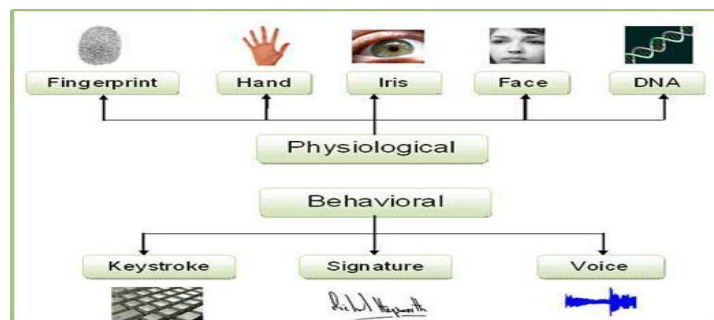 Fingerprint Hand Iris Face DNA
Physiological
Behavioral
Keystroke Signature Voice